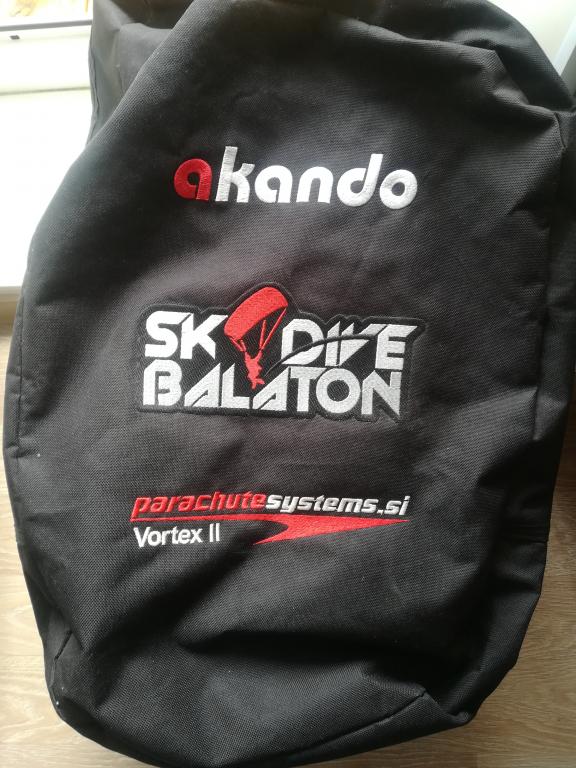 akando
SKYDIVE
BALATON
parachutesystems.si
Vortex II